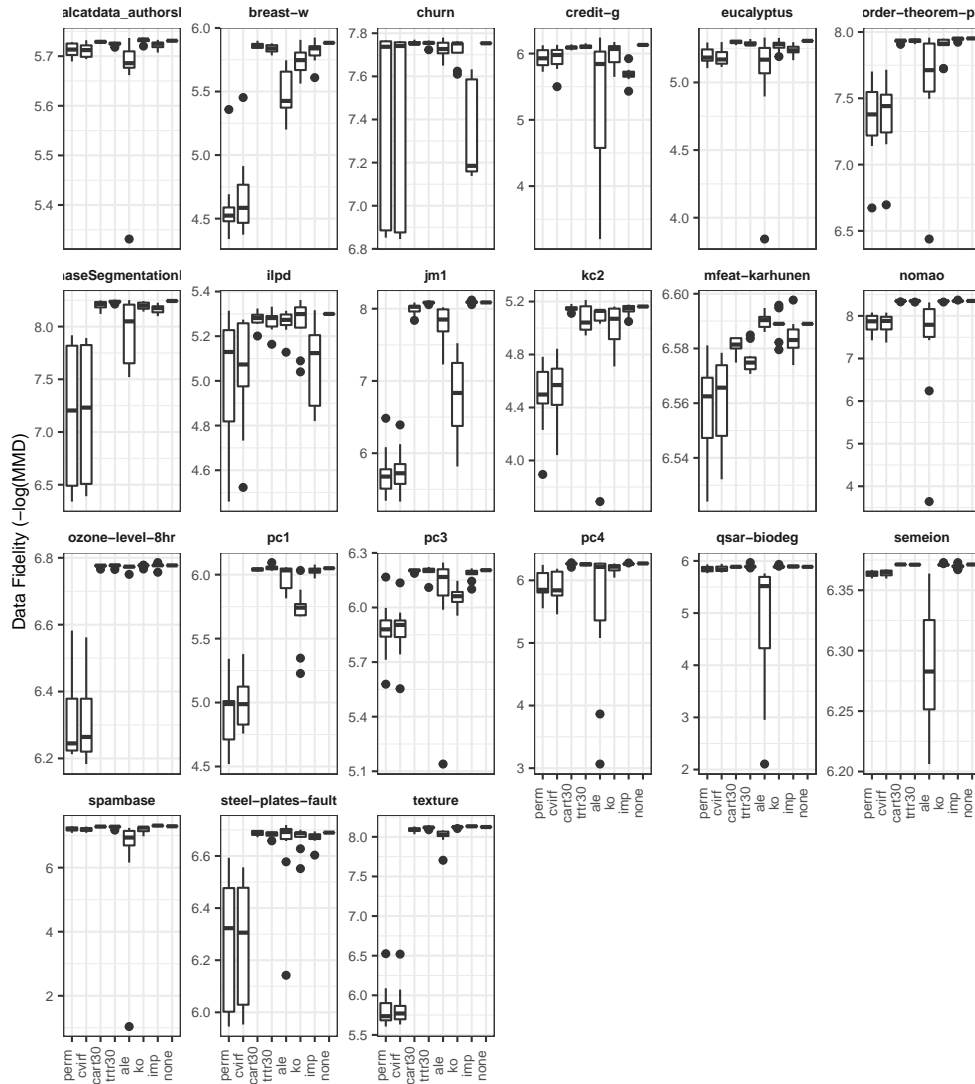 alcatdata_authorsl
breast−w
churn
credit−g
eucalyptus
order−theorem−p
5.7
5.6
5.5
5.4
5.3
6.0
5.5
5.0
4.5
7.8
7.6
7.4
7.2
7.0
6.8
6
5
4
5.0
4.5
4.0
8.0
7.5
7.0
6.5
ilpd
jm1
kc2
mfeat−karhunen
nomao
8.0
7.5
7.0
6.5
5.4
5.2
5.0
4.8
4.6
8
7
6
5.2
4.8
4.4
4.0
6.60
6.58
6.56
6.54
8
7
6
5
4
ozone−level−8hr
pc1
pc3
pc4
qsar−biodeg
semeion
6.8
6.6
6.4
6.2
6.0
5.5
5.0
4.5
6.3
6.0
5.7
5.4
5.1
6
5
4
3
6
5
4
3
2
6.35
6.30
6.25
6.20
perm
cvirf
cart30
trtr30
ale
ko
imp
none
perm
cvirf
cart30
trtr30
ale
ko
imp
none
perm
cvirf
cart30
trtr30
ale
ko
imp
none
spambase
steel−plates−fault
texture
6
4
2
6.6
6.4
6.2
6.0
8.0
7.5
7.0
6.5
6.0
5.5
perm
cvirf
cart30
trtr30
ale
ko
imp
none
perm
cvirf
cart30
trtr30
ale
ko
imp
none
perm
cvirf
cart30
trtr30
ale
ko
imp
none
Data Fidelity (−log(MMD)